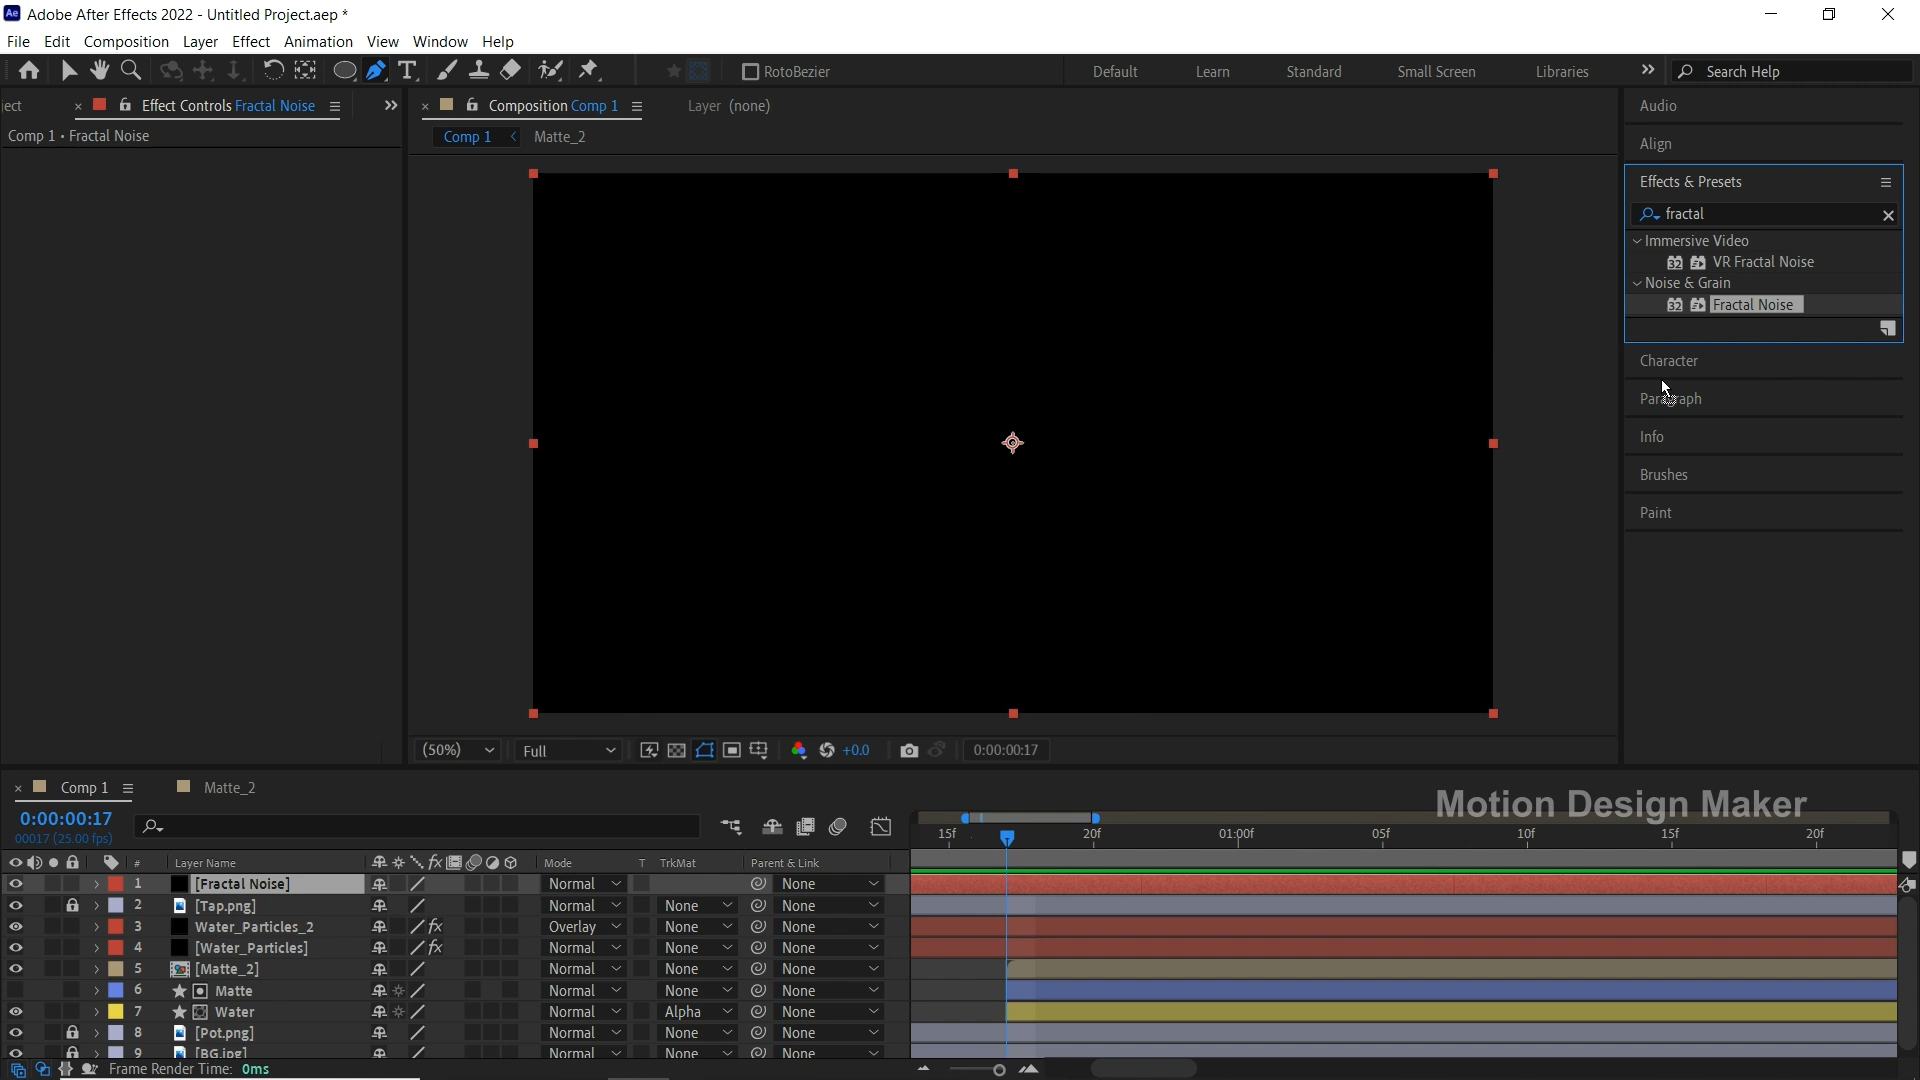 Ae Adobe After Effects 2022 - Untitled Project.aep *
File Edit Composition Layer Effect Animation View Window Help
RotoBezier Default Learn Standard Small Screen Libraries Search Help
ject Effect Controls Fractal Noise Composition Comp 1 Layer (none) Audio
Comp 1 • Fractal Noise Comp 1 Matte_2 Align
Effects & Presets
fractal
Immersive Video
32 VR Fractal Noise
Noise & Grain
32 Fractal Noise
Character
Paragraph
Info
Brushes
Paint
(50%) Full +0.0 0:00:00:17
Comp 1 Matte_2
Motion Design Maker
0:00:00:17
00017 (25.00 fps)
15f 20f 01:00f 05f 10f 15f 20f
# Layer Name fx Mode T TrkMat Parent & Link
1 [Fractal Noise] Normal None
2 [Tap.png] Normal None None
3 Water_Particles_2 fx Overlay None None
4 [Water_Particles] fx Normal None None
5 [Matte_2] Normal None None
6 Matte Normal None None
7 Water Normal Alpha None
8 [Pot.png] Normal None None
9 [BG.jpg] Normal None None
Frame Render Time: 0ms